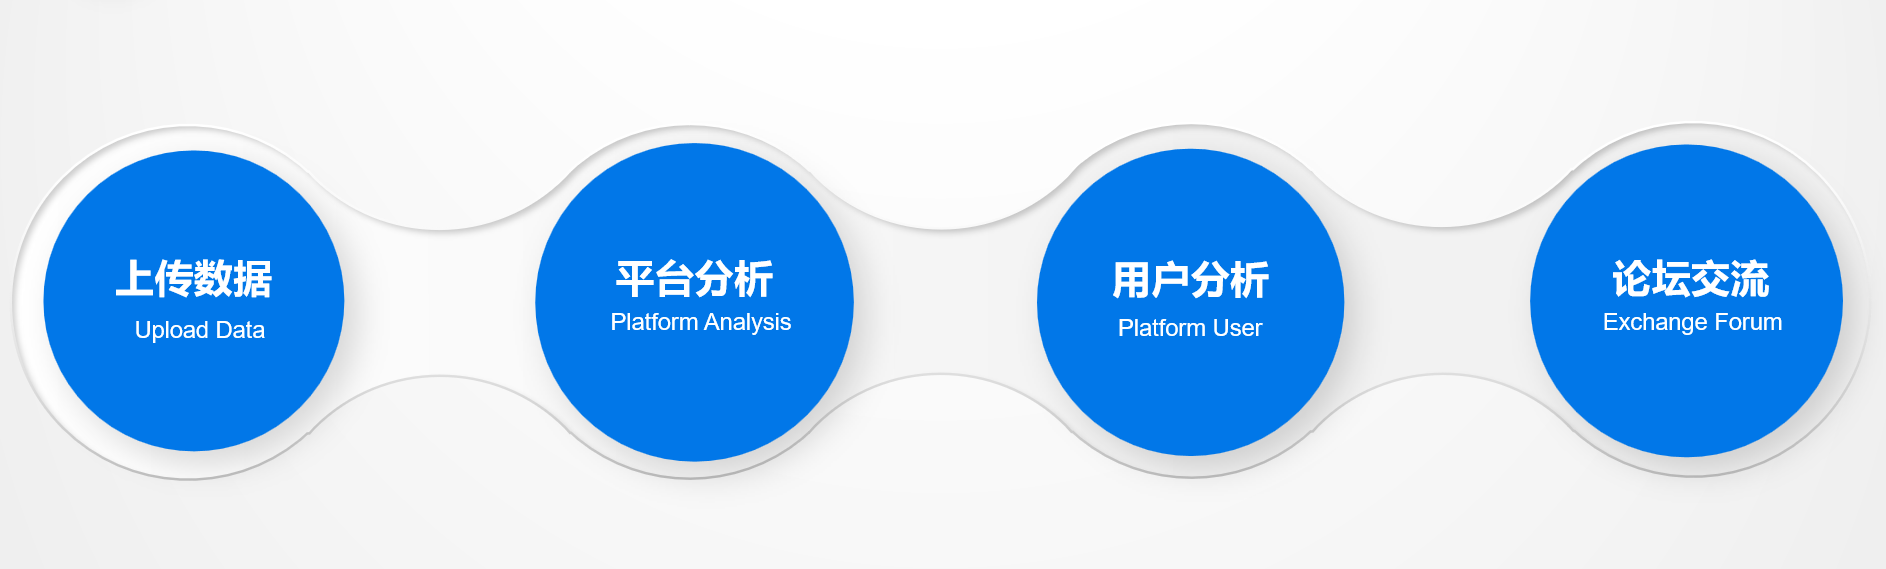 上传数据
Upload Data
平台分析
Platform Analysis
用户分析
Platform User
论坛交流
Exchange Forum